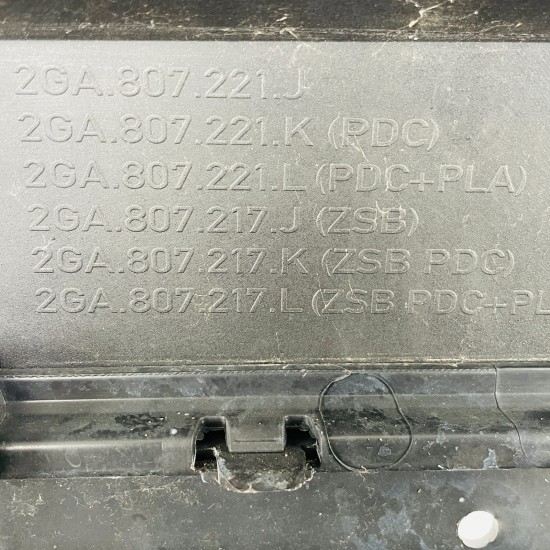 2GA.807.221.J
2GA.807.221.K (PDC)
2GA.807.221.L (PDC+PLA)
2GA.807.217.J (ZSB)
2GA.807.217.K (ZSB PDC)
2GA.807.217.L (ZSB PDC+PL